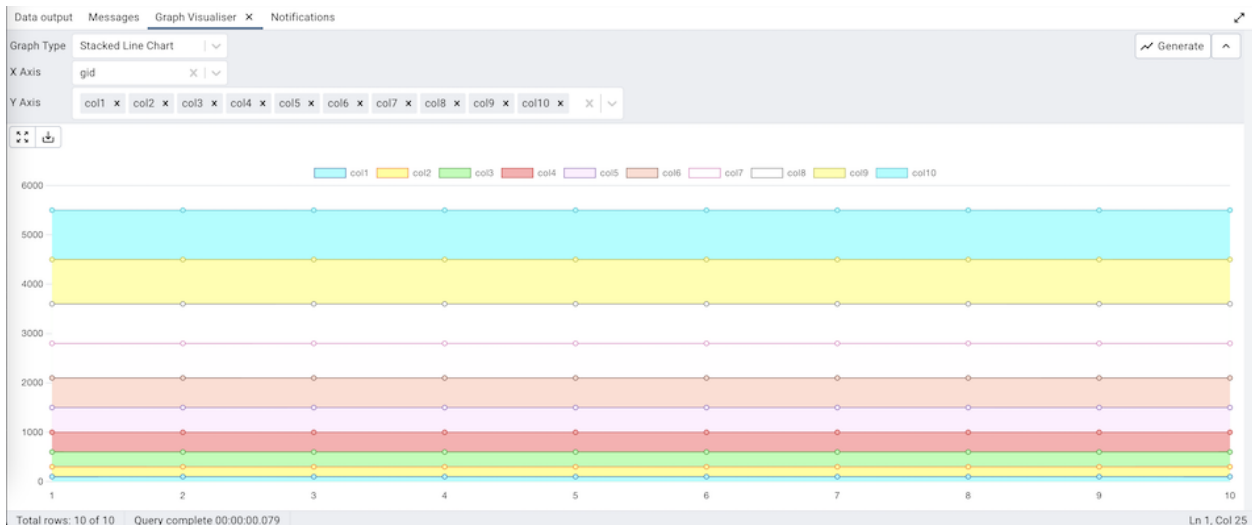 Data output Messages Graph Visualiser × Notifications
Graph Type Stacked Line Chart Generate
X Axis gid ×
Y Axis col1 × col2 × col3 × col4 × col5 × col6 × col7 × col8 × col9 × col10 × ×
col1 col2 col3 col4 col5 col6 col7 col8 col9 col10
6000
5000
4000
3000
2000
1000
0
1 2 3 4 5 6 7 8 9 10
Total rows: 10 of 10 Query complete 00:00:00.079 Ln 1, Col 25